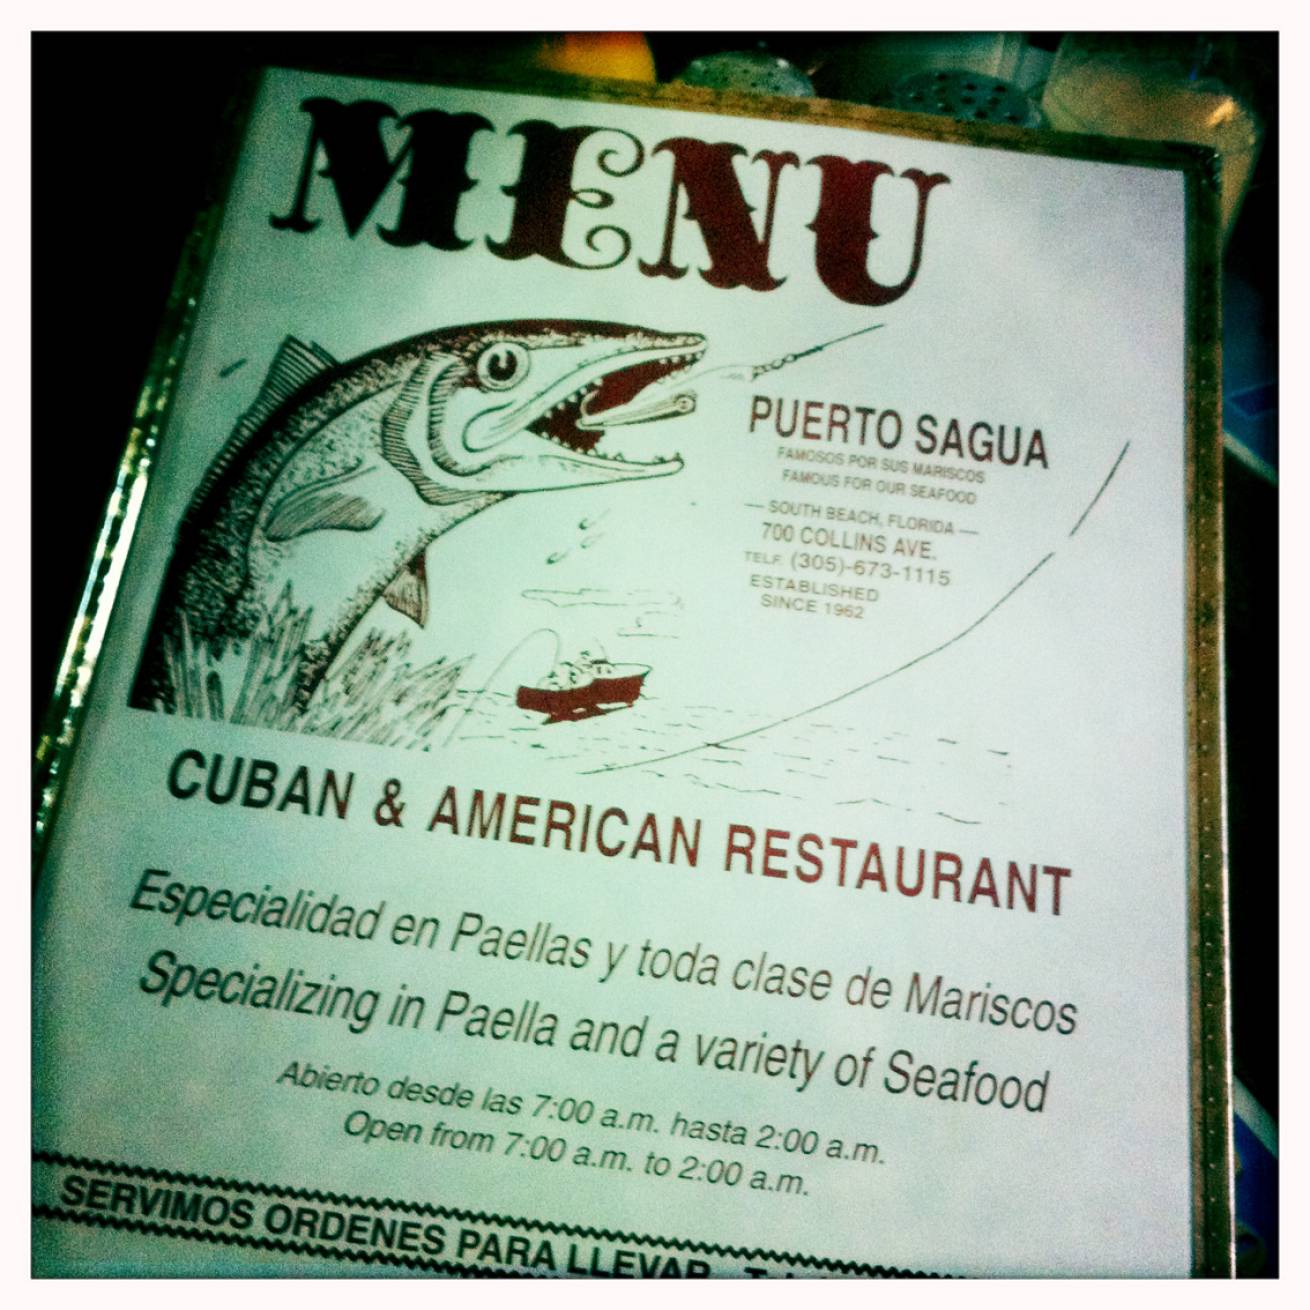 MENU
PUERTO SAGUA
FAMOSOS POR SUS MARISCOS
FAMOUS FOR OUR SEAFOOD
— SOUTH BEACH, FLORIDA —
700 COLLINS AVE.
TELF. (305)-673-1115
ESTABLISHED
SINCE 1962
CUBAN & AMERICAN RESTAURANT
Especialidad en Paellas y toda clase de Mariscos
Specializing in Paella and a variety of Seafood
Abierto desde las 7:00 a.m. hasta 2:00 a.m.
Open from 7:00 a.m. to 2:00 a.m.
SERVIMOS ORDENES PARA LLEVAR